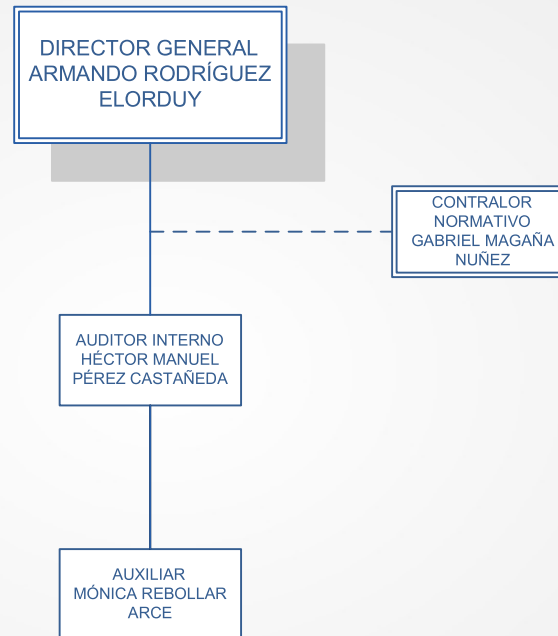 DIRECTOR GENERAL
ARMANDO RODRÍGUEZ
ELORDUY
CONTRALOR
NORMATIVO
GABRIEL MAGAÑA
NUÑEZ
AUDITOR INTERNO
HÉCTOR MANUEL
PÉREZ CASTAÑEDA
AUXILIAR
MÓNICA REBOLLAR
ARCE